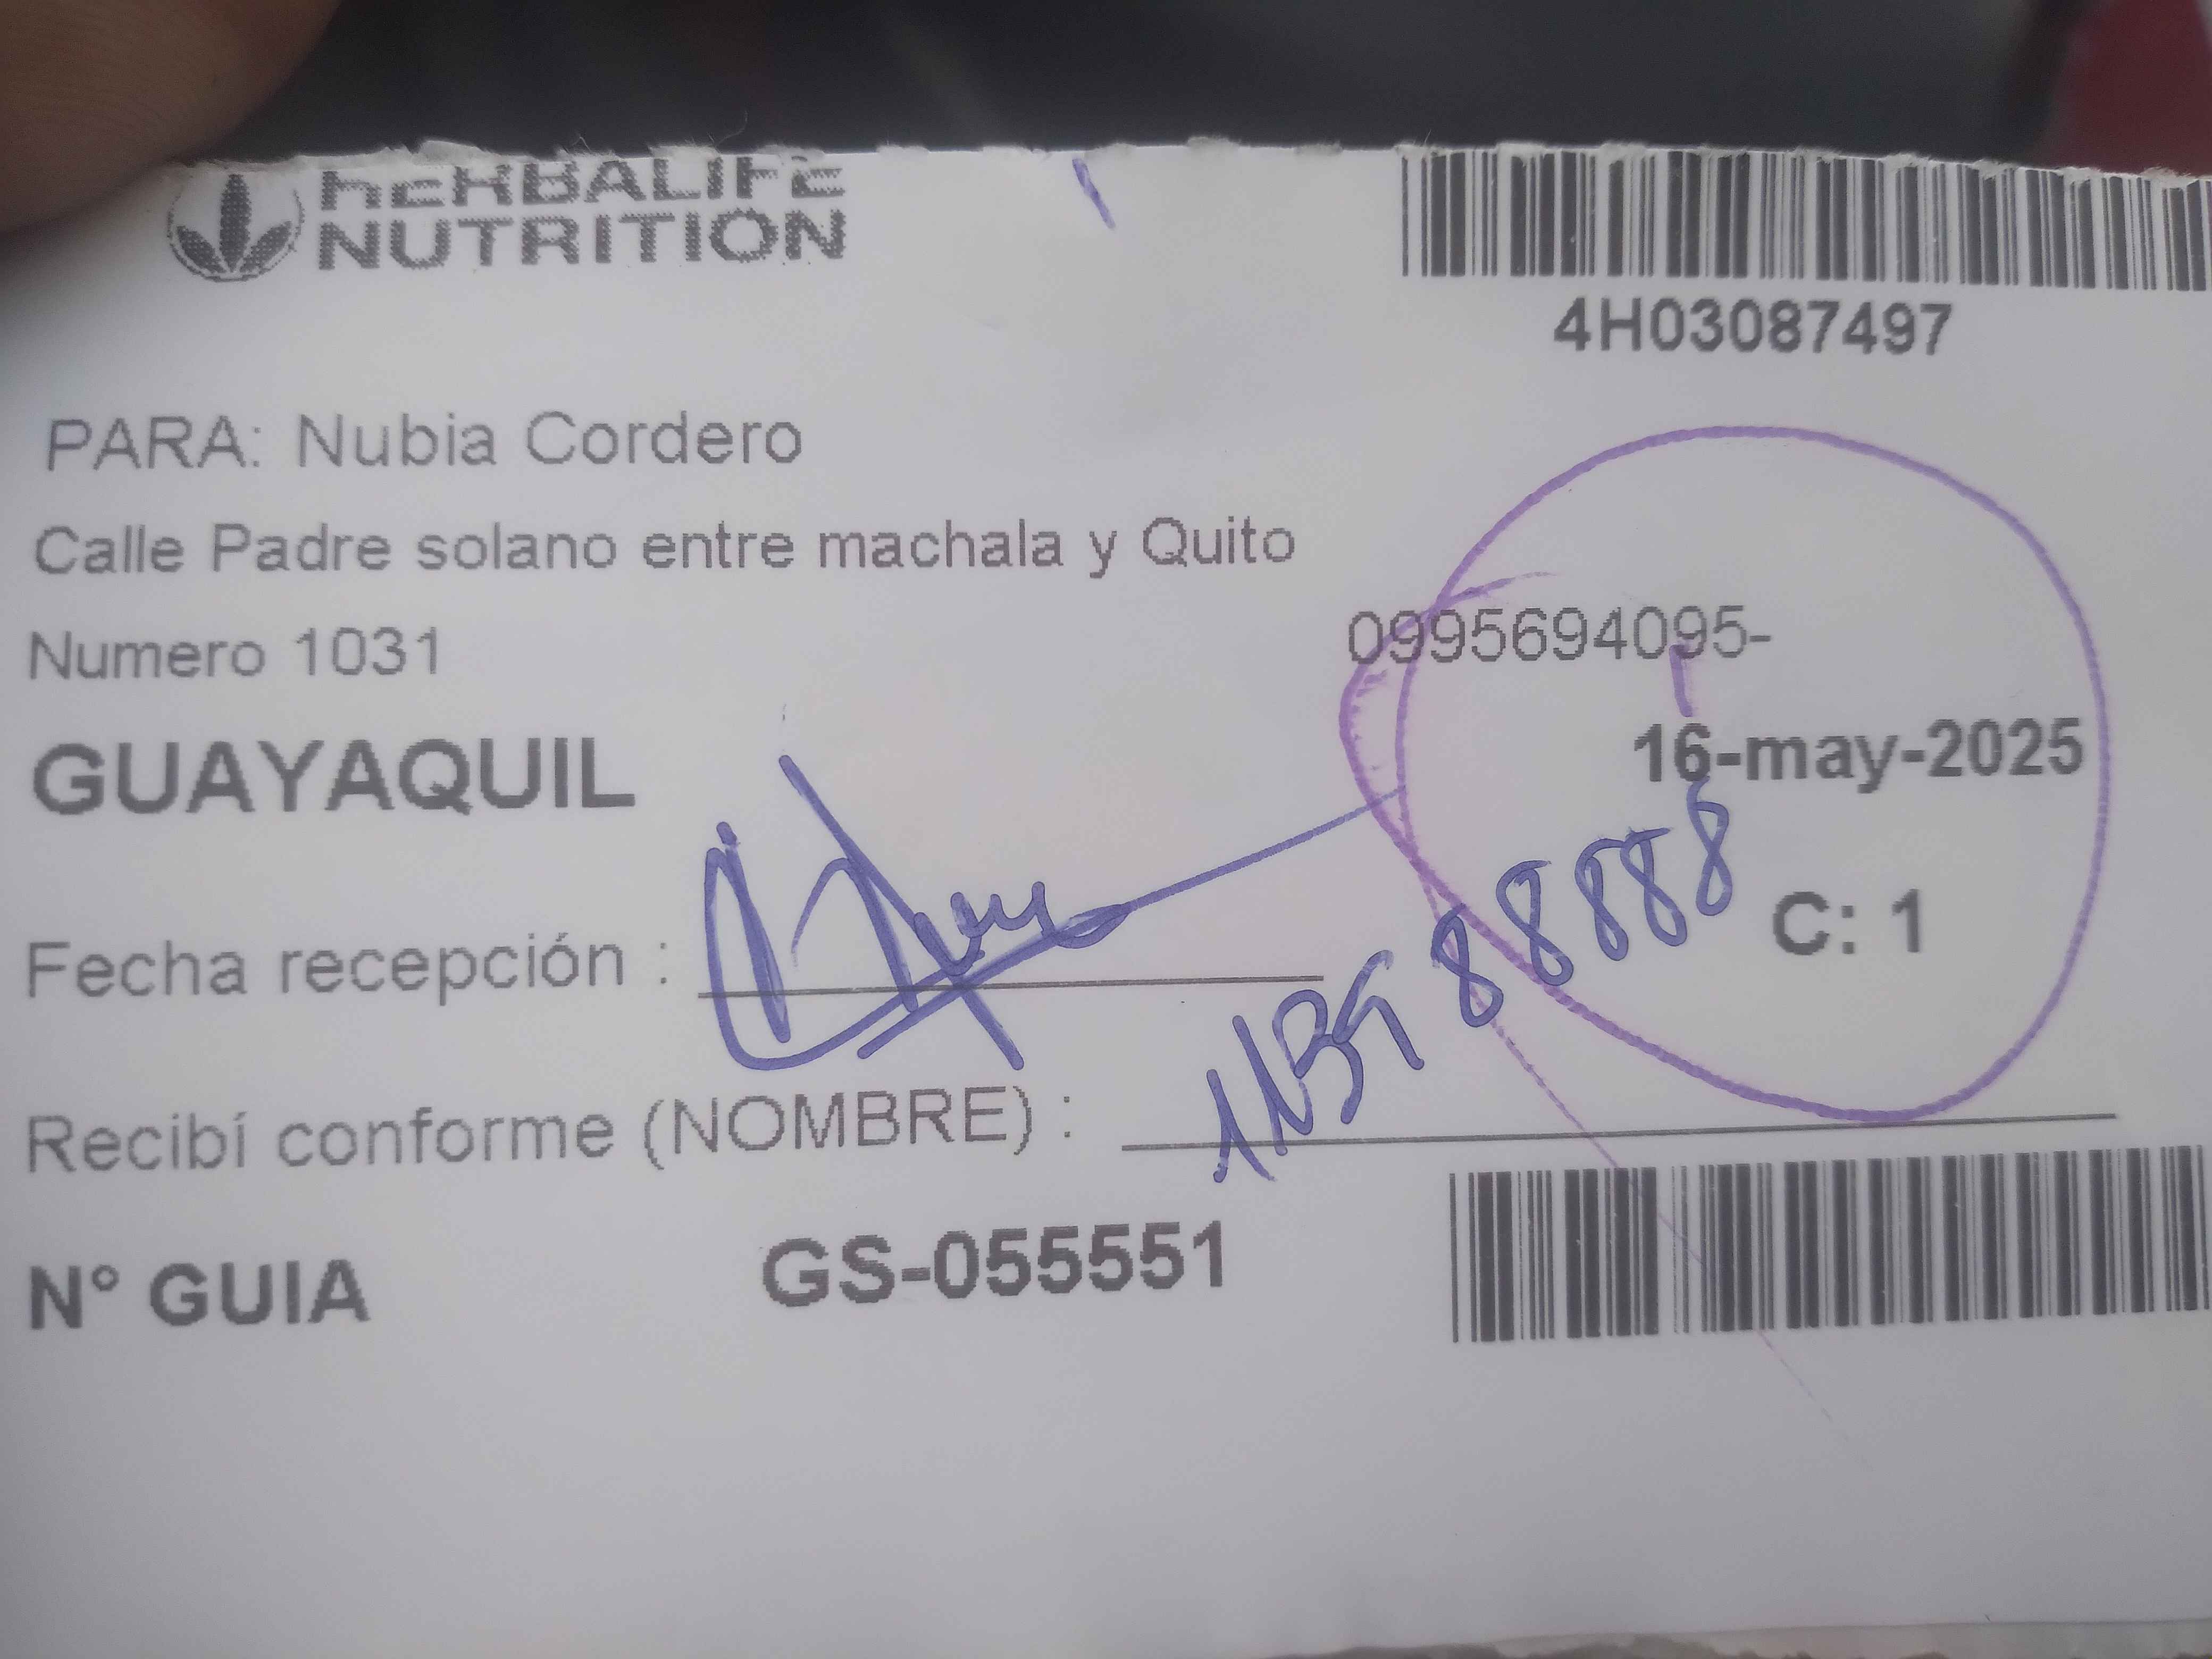 HERBALIFE
NUTRITION
4H03087497
PARA: Nubia Cordero
Calle Padre solano entre machala y Quito
Numero 1031
0995694095-
GUAYAQUIL
16-may-2025
C: 1
Fecha recepción :
Recibí conforme (NOMBRE) :
N° GUIA GS-055551